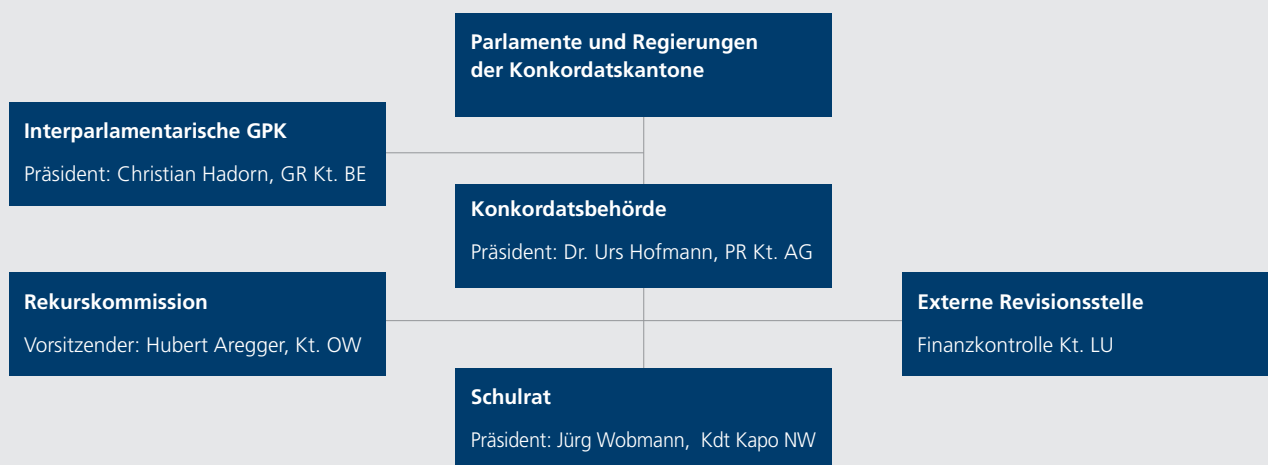 Parlamente und Regierungen
der Konkordatskantone
Interparlamentarische GPK
Präsident: Christian Hadorn, GR Kt. BE
Konkordatsbehörde
Präsident: Dr. Urs Hofmann, PR Kt. AG
Rekurskommission
Vorsitzender: Hubert Aregger, Kt. OW
Externe Revisionsstelle
Finanzkontrolle Kt. LU
Schulrat
Präsident: Jürg Wobmann, Kdt Kapo NW